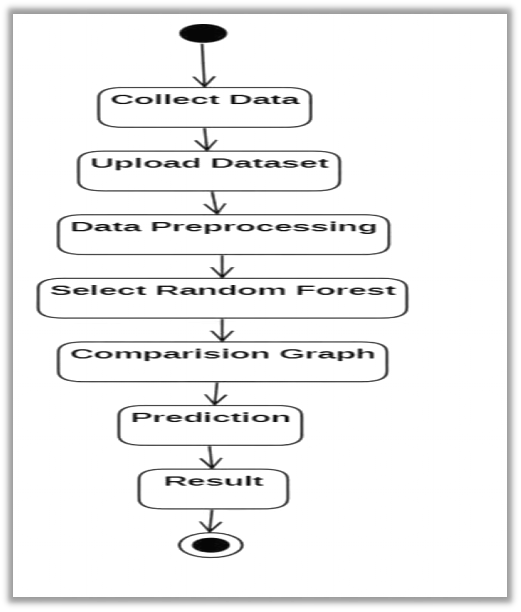 Collect Data
Upload Dataset
Data Preprocessing
Select Random Forest
Comparision Graph
Prediction
Result